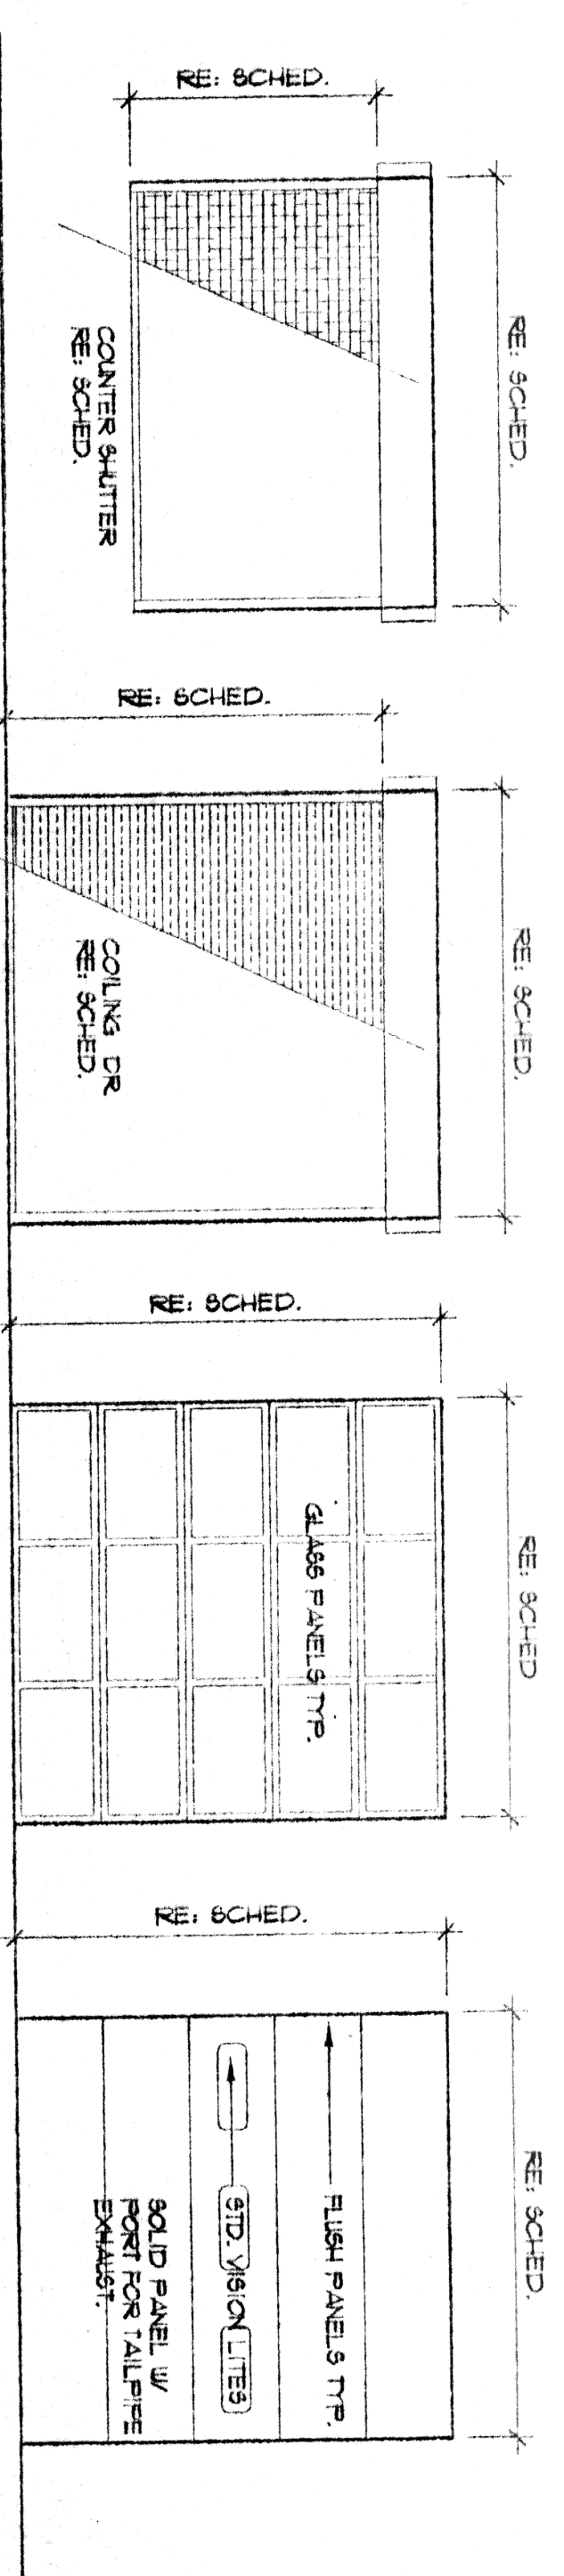 RE: SCHED.
RE: SCHED.
COUNTER SHUTTER
RE: SCHED.
RE: SCHED.
RE: SCHED.
COILING DR
RE: SCHED.
RE: SCHED.
RE: SCHED
GLASS PANELS TYP.
RE: SCHED.
RE: SCHED.
FLUSH PANELS TYP.
STD. VISION LITES
SOLID PANEL W/
PORT FOR TAILPIPE
EXHAUST.